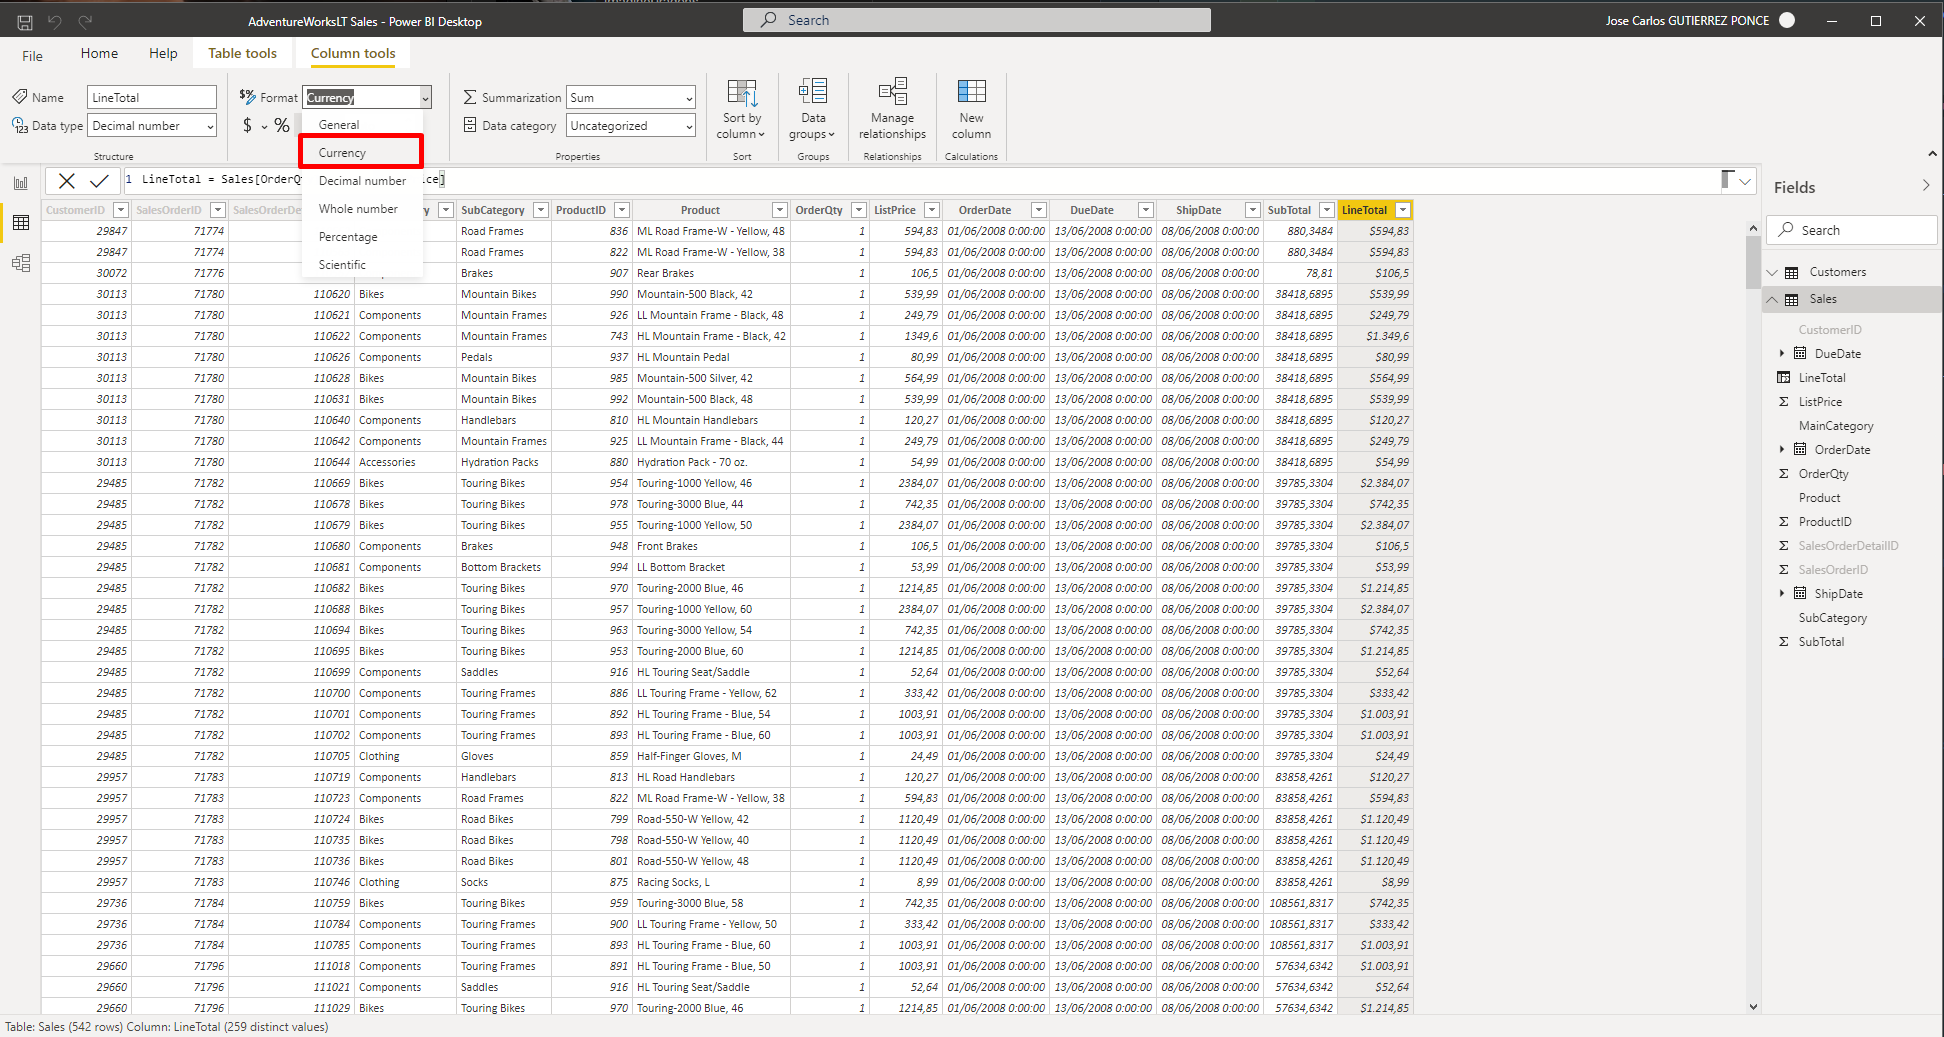 AdventureWorksLT Sales - Power BI Desktop
Search
Jose Carlos GUTIERREZ PONCE
File Home Help Table tools Column tools
Name LineTotal $% Format Currency Summarization Sum
123 Data type Decimal number $ % Data category Uncategorized
Sort by column
Data groups
Manage relationships
New column
Structure Properties Sort Groups Relationships Calculations
General
Currency
Decimal number
Whole number
Percentage
Scientific
1 LineTotal = Sales[OrderQ ice]
CustomerID SalesOrderID SalesOrderDe y SubCategory ProductID Product OrderQty ListPrice OrderDate DueDate ShipDate SubTotal LineTotal
29847 71774 Road Frames 836 ML Road Frame-W - Yellow, 48 1 594,83 01/06/2008 0:00:00 13/06/2008 0:00:00 08/06/2008 0:00:00 880,3484 $594,83
29847 71774 Road Frames 822 ML Road Frame-W - Yellow, 38 1 594,83 01/06/2008 0:00:00 13/06/2008 0:00:00 08/06/2008 0:00:00 880,3484 $594,83
30072 71776 Brakes 907 Rear Brakes 1 106,5 01/06/2008 0:00:00 13/06/2008 0:00:00 08/06/2008 0:00:00 78,81 $106,5
30113 71780 110620 Bikes Mountain Bikes 990 Mountain-500 Black, 42 1 539,99 01/06/2008 0:00:00 13/06/2008 0:00:00 08/06/2008 0:00:00 38418,6895 $539,99
30113 71780 110621 Components Mountain Frames 926 LL Mountain Frame - Black, 48 1 249,79 01/06/2008 0:00:00 13/06/2008 0:00:00 08/06/2008 0:00:00 38418,6895 $249,79
30113 71780 110622 Components Mountain Frames 743 HL Mountain Frame - Black, 42 1 1349,6 01/06/2008 0:00:00 13/06/2008 0:00:00 08/06/2008 0:00:00 38418,6895 $1.349,6
30113 71780 110626 Components Pedals 937 HL Mountain Pedal 1 80,99 01/06/2008 0:00:00 13/06/2008 0:00:00 08/06/2008 0:00:00 38418,6895 $80,99
30113 71780 110628 Bikes Mountain Bikes 985 Mountain-500 Silver, 42 1 564,99 01/06/2008 0:00:00 13/06/2008 0:00:00 08/06/2008 0:00:00 38418,6895 $564,99
30113 71780 110631 Bikes Mountain Bikes 992 Mountain-500 Black, 48 1 539,99 01/06/2008 0:00:00 13/06/2008 0:00:00 08/06/2008 0:00:00 38418,6895 $539,99
30113 71780 110640 Components Handlebars 810 HL Mountain Handlebars 1 120,27 01/06/2008 0:00:00 13/06/2008 0:00:00 08/06/2008 0:00:00 38418,6895 $120,27
30113 71780 110642 Components Mountain Frames 925 LL Mountain Frame - Black, 44 1 249,79 01/06/2008 0:00:00 13/06/2008 0:00:00 08/06/2008 0:00:00 38418,6895 $249,79
30113 71780 110644 Accessories Hydration Packs 880 Hydration Pack - 70 oz. 1 54,99 01/06/2008 0:00:00 13/06/2008 0:00:00 08/06/2008 0:00:00 38418,6895 $54,99
29485 71782 110669 Bikes Touring Bikes 954 Touring-1000 Yellow, 46 1 2384,07 01/06/2008 0:00:00 13/06/2008 0:00:00 08/06/2008 0:00:00 39785,3304 $2.384,07
29485 71782 110678 Bikes Touring Bikes 978 Touring-3000 Blue, 44 1 742,35 01/06/2008 0:00:00 13/06/2008 0:00:00 08/06/2008 0:00:00 39785,3304 $742,35
29485 71782 110679 Bikes Touring Bikes 955 Touring-1000 Yellow, 50 1 2384,07 01/06/2008 0:00:00 13/06/2008 0:00:00 08/06/2008 0:00:00 39785,3304 $2.384,07
29485 71782 110680 Components Brakes 948 Front Brakes 1 106,5 01/06/2008 0:00:00 13/06/2008 0:00:00 08/06/2008 0:00:00 39785,3304 $106,5
29485 71782 110681 Components Bottom Brackets 994 LL Bottom Bracket 1 53,99 01/06/2008 0:00:00 13/06/2008 0:00:00 08/06/2008 0:00:00 39785,3304 $53,99
29485 71782 110682 Bikes Touring Bikes 970 Touring-2000 Blue, 46 1 1214,85 01/06/2008 0:00:00 13/06/2008 0:00:00 08/06/2008 0:00:00 39785,3304 $1.214,85
29485 71782 110688 Bikes Touring Bikes 957 Touring-1000 Yellow, 60 1 2384,07 01/06/2008 0:00:00 13/06/2008 0:00:00 08/06/2008 0:00:00 39785,3304 $2.384,07
29485 71782 110694 Bikes Touring Bikes 963 Touring-3000 Yellow, 54 1 742,35 01/06/2008 0:00:00 13/06/2008 0:00:00 08/06/2008 0:00:00 39785,3304 $742,35
29485 71782 110695 Bikes Touring Bikes 953 Touring-2000 Blue, 60 1 1214,85 01/06/2008 0:00:00 13/06/2008 0:00:00 08/06/2008 0:00:00 39785,3304 $1.214,85
29485 71782 110699 Components Saddles 916 HL Touring Seat/Saddle 1 52,64 01/06/2008 0:00:00 13/06/2008 0:00:00 08/06/2008 0:00:00 39785,3304 $52,64
29485 71782 110700 Components Touring Frames 886 LL Touring Frame - Yellow, 62 1 333,42 01/06/2008 0:00:00 13/06/2008 0:00:00 08/06/2008 0:00:00 39785,3304 $333,42
29485 71782 110701 Components Touring Frames 892 HL Touring Frame - Blue, 54 1 1003,91 01/06/2008 0:00:00 13/06/2008 0:00:00 08/06/2008 0:00:00 39785,3304 $1.003,91
29485 71782 110702 Components Touring Frames 893 HL Touring Frame - Blue, 60 1 1003,91 01/06/2008 0:00:00 13/06/2008 0:00:00 08/06/2008 0:00:00 39785,3304 $1.003,91
29485 71782 110705 Clothing Gloves 859 Half-Finger Gloves, M 1 24,49 01/06/2008 0:00:00 13/06/2008 0:00:00 08/06/2008 0:00:00 39785,3304 $24,49
29957 71783 110719 Components Handlebars 813 HL Road Handlebars 1 120,27 01/06/2008 0:00:00 13/06/2008 0:00:00 08/06/2008 0:00:00 83858,4261 $120,27
29957 71783 110723 Components Road Frames 822 ML Road Frame-W - Yellow, 38 1 594,83 01/06/2008 0:00:00 13/06/2008 0:00:00 08/06/2008 0:00:00 83858,4261 $594,83
29957 71783 110724 Bikes Road Bikes 799 Road-550-W Yellow, 42 1 1120,49 01/06/2008 0:00:00 13/06/2008 0:00:00 08/06/2008 0:00:00 83858,4261 $1.120,49
29957 71783 110735 Bikes Road Bikes 798 Road-550-W Yellow, 40 1 1120,49 01/06/2008 0:00:00 13/06/2008 0:00:00 08/06/2008 0:00:00 83858,4261 $1.120,49
29957 71783 110736 Bikes Road Bikes 801 Road-550-W Yellow, 48 1 1120,49 01/06/2008 0:00:00 13/06/2008 0:00:00 08/06/2008 0:00:00 83858,4261 $1.120,49
29957 71783 110746 Clothing Socks 875 Racing Socks, L 1 8,99 01/06/2008 0:00:00 13/06/2008 0:00:00 08/06/2008 0:00:00 83858,4261 $8,99
29736 71784 110759 Bikes Touring Bikes 959 Touring-3000 Blue, 58 1 742,35 01/06/2008 0:00:00 13/06/2008 0:00:00 08/06/2008 0:00:00 108561,8317 $742,35
29736 71784 110784 Components Touring Frames 900 LL Touring Frame - Yellow, 50 1 333,42 01/06/2008 0:00:00 13/06/2008 0:00:00 08/06/2008 0:00:00 108561,8317 $333,42
29736 71784 110785 Components Touring Frames 893 HL Touring Frame - Blue, 60 1 1003,91 01/06/2008 0:00:00 13/06/2008 0:00:00 08/06/2008 0:00:00 108561,8317 $1.003,91
29660 71796 111018 Components Touring Frames 891 HL Touring Frame - Blue, 50 1 1003,91 01/06/2008 0:00:00 13/06/2008 0:00:00 08/06/2008 0:00:00 57634,6342 $1.003,91
29660 71796 111021 Components Saddles 916 HL Touring Seat/Saddle 1 52,64 01/06/2008 0:00:00 13/06/2008 0:00:00 08/06/2008 0:00:00 57634,6342 $52,64
29660 71796 111029 Bikes Touring Bikes 970 Touring-2000 Blue, 46 1 1214,85 01/06/2008 0:00:00 13/06/2008 0:00:00 08/06/2008 0:00:00 57634,6342 $1.214,85
Fields
Search
Customers
Sales
CustomerID
DueDate
LineTotal
ListPrice
MainCategory
OrderDate
OrderQty
Product
ProductID
SalesOrderDetailID
SalesOrderID
ShipDate
SubCategory
SubTotal
Table: Sales (542 rows) Column: LineTotal (259 distinct values)